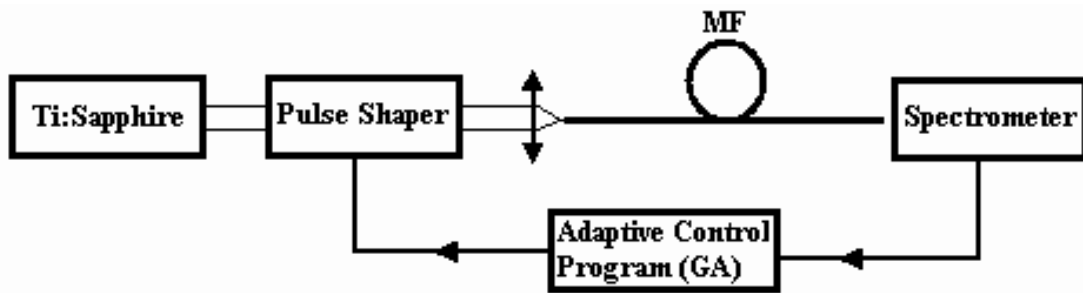 MF
Ti:Sapphire
Pulse Shaper
Spectrometer
Adaptive Control
Program (GA)